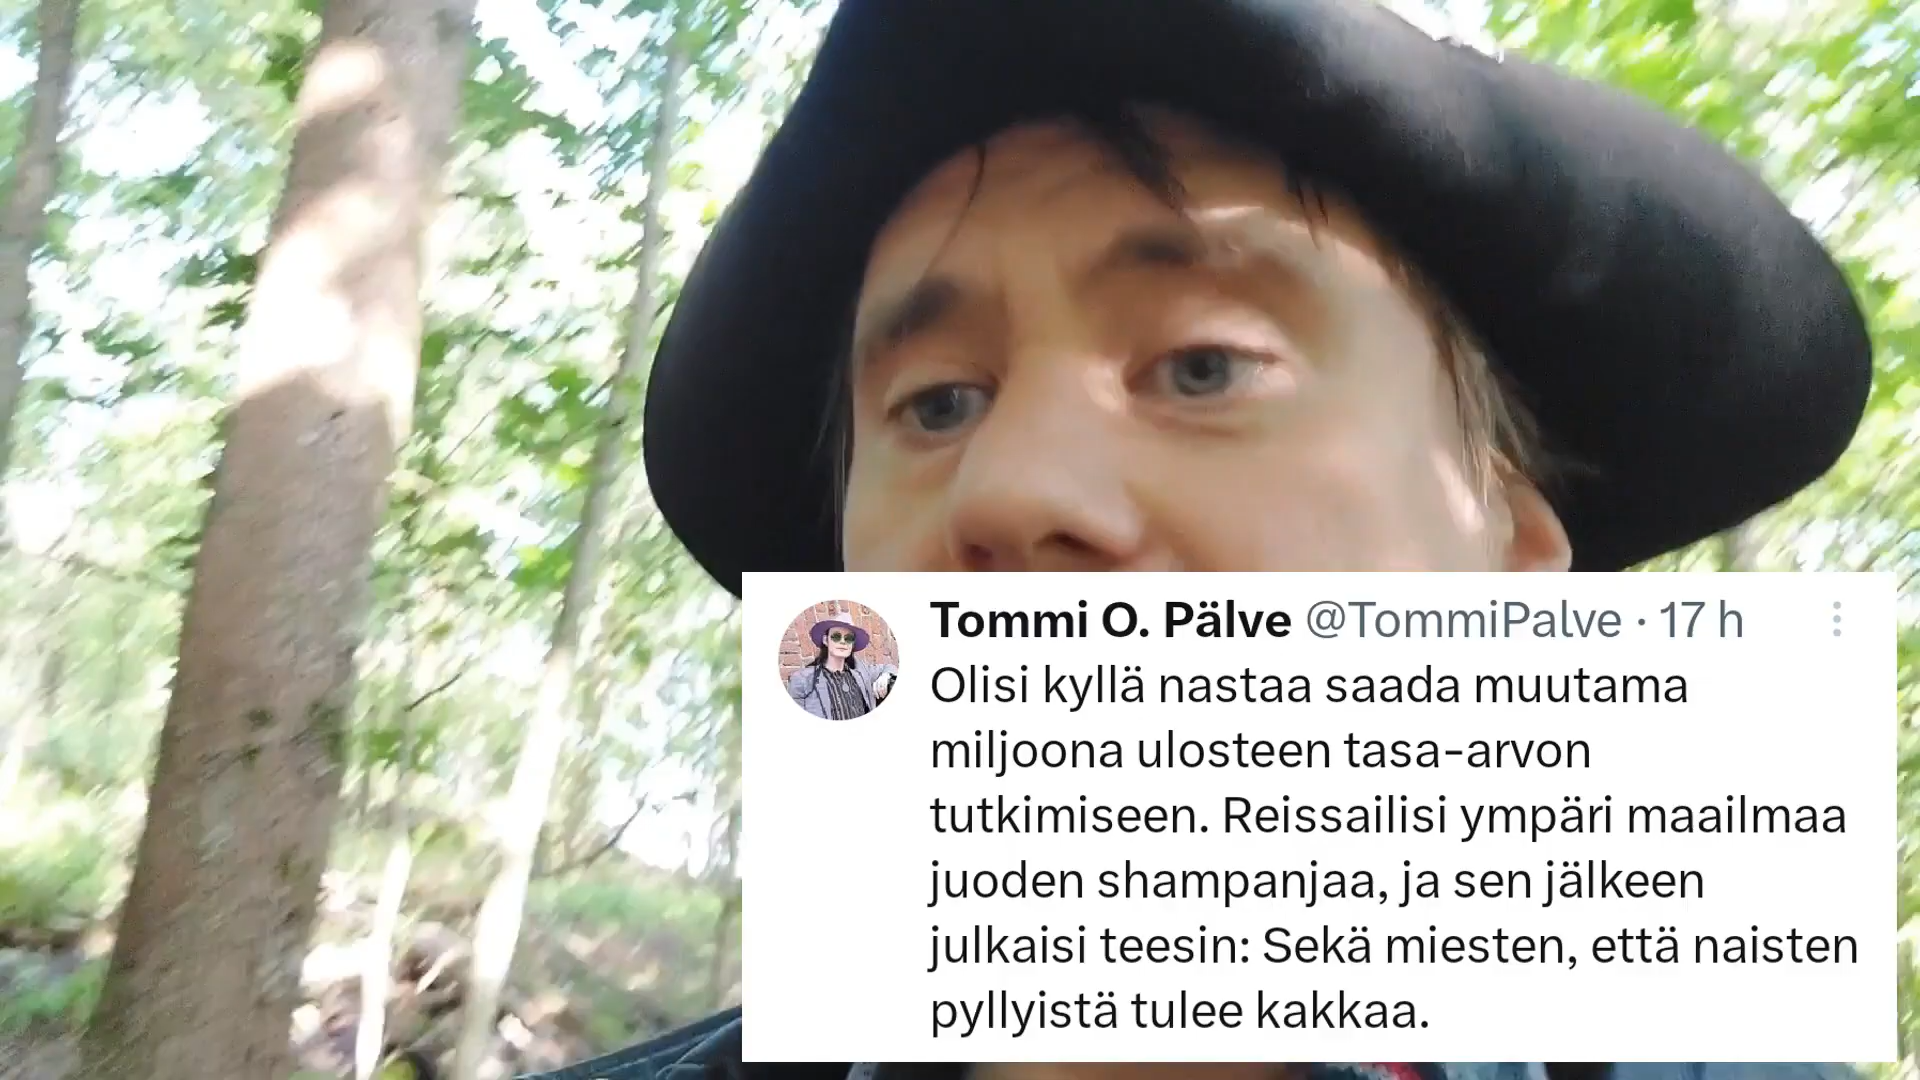 Tommi O. Pälve @TommiPalve · 17 h
Olisi kyllä nastaa saada muutama
miljoona ulosteen tasa-arvon
tutkimiseen. Reissailisi ympäri maailmaa
juoden shampanjaa, ja sen jälkeen
julkaisi teesin: Sekä miesten, että naisten
pyllyistä tulee kakkaa.